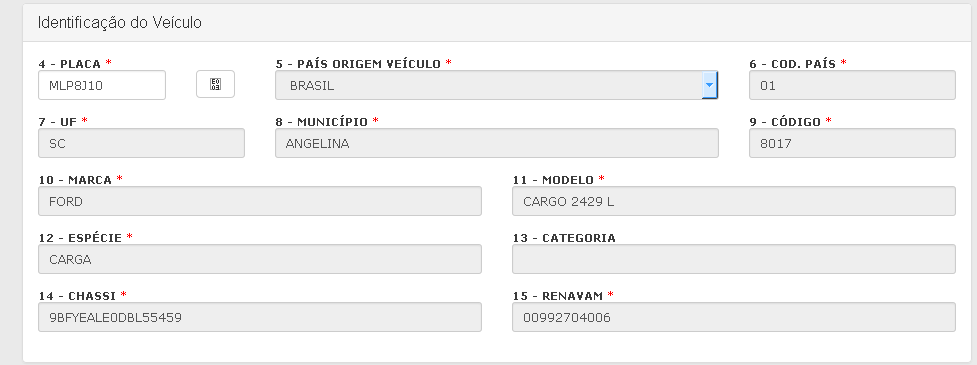 Identificação do Veículo
4 - PLACA * 5 - PAÍS ORIGEM VEÍCULO * 6 - COD. PAÍS *
MLP8J10 BRASIL 01
7 - UF * 8 - MUNICÍPIO * 9 - CÓDIGO *
SC ANGELINA 8017
10 - MARCA * 11 - MODELO *
FORD CARGO 2429 L
12 - ESPÉCIE * 13 - CATEGORIA
CARGA
14 - CHASSI * 15 - RENAVAM *
9BFYEALE0DBL55459 00992704006